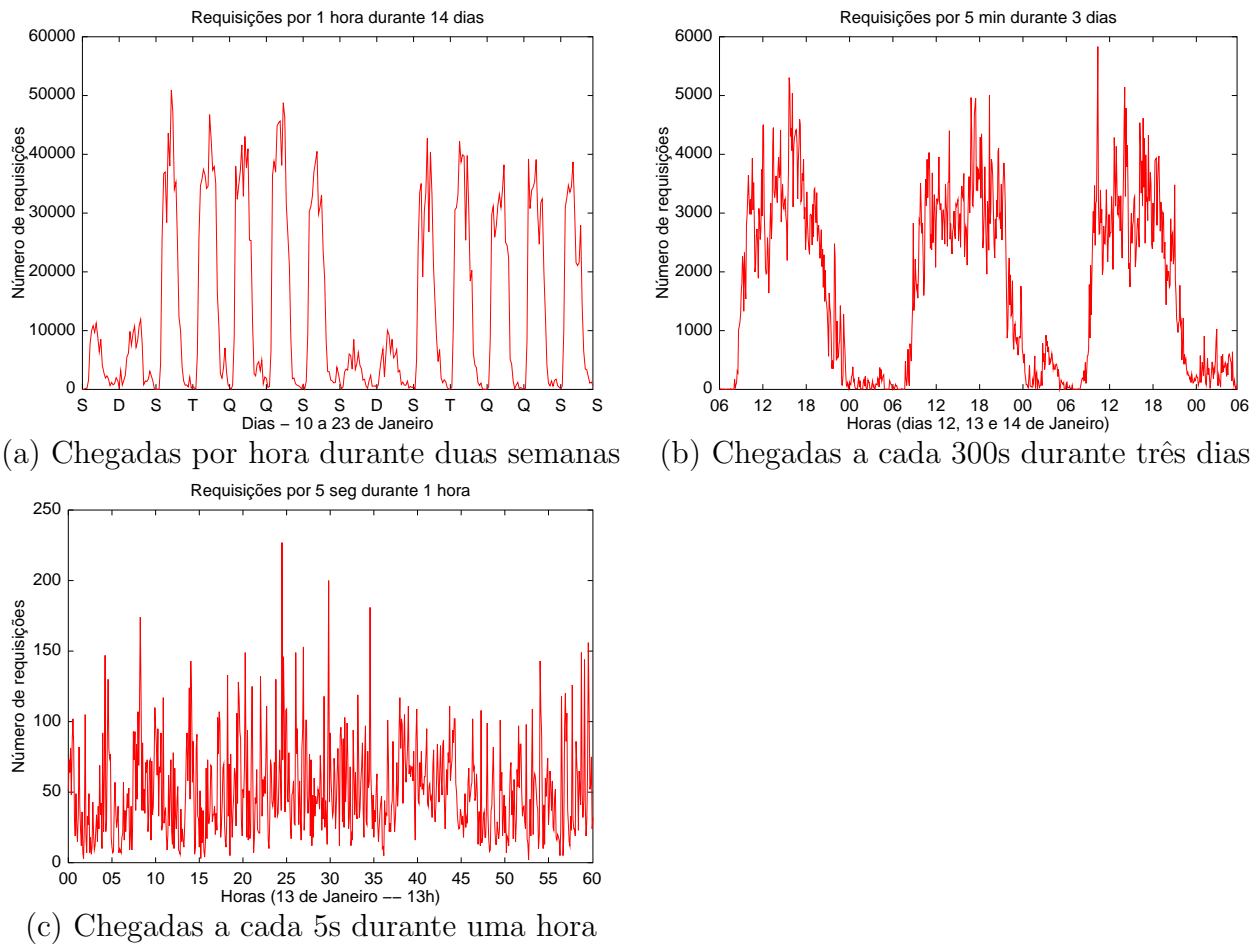 Requisições por 1 hora durante 14 dias
60000
50000
40000
30000
20000
10000
0
Número de requisições
S D S T Q Q S S D S T Q Q S S
Dias − 10 a 23 de Janeiro
(a) Chegadas por hora durante duas semanas
Requisições por 5 min durante 3 dias
6000
5000
4000
3000
2000
1000
0
Número de requisições
06 12 18 00 06 12 18 00 06 12 18 00 06
Horas (dias 12, 13 e 14 de Janeiro)
(b) Chegadas a cada 300s durante três dias
Requisições por 5 seg durante 1 hora
250
200
150
100
50
0
Número de requisições
00 05 10 15 20 25 30 35 40 45 50 55 60
Horas (13 de Janeiro −− 13h)
(c) Chegadas a cada 5s durante uma hora